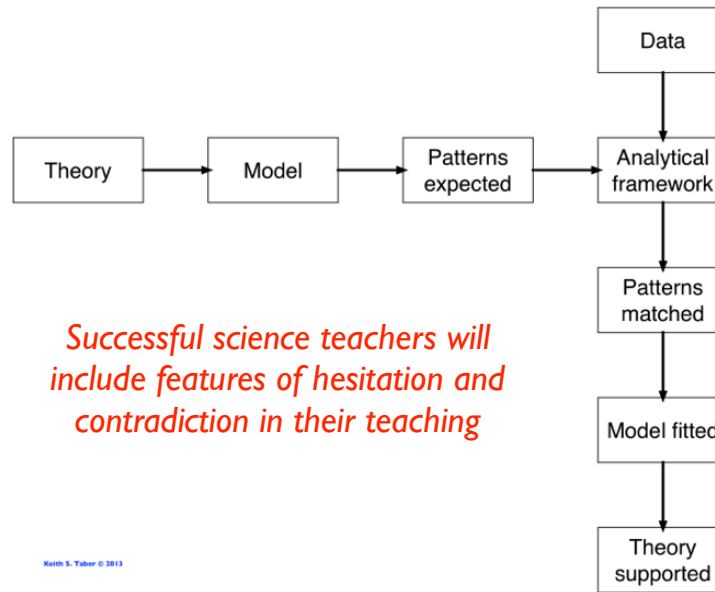 Data
Theory
Model
Patterns
expected
Analytical
framework
Patterns
matched
Successful science teachers will
include features of hesitation and
contradiction in their teaching
Model fitted
Theory
supported
Keith S. Taber © 2013